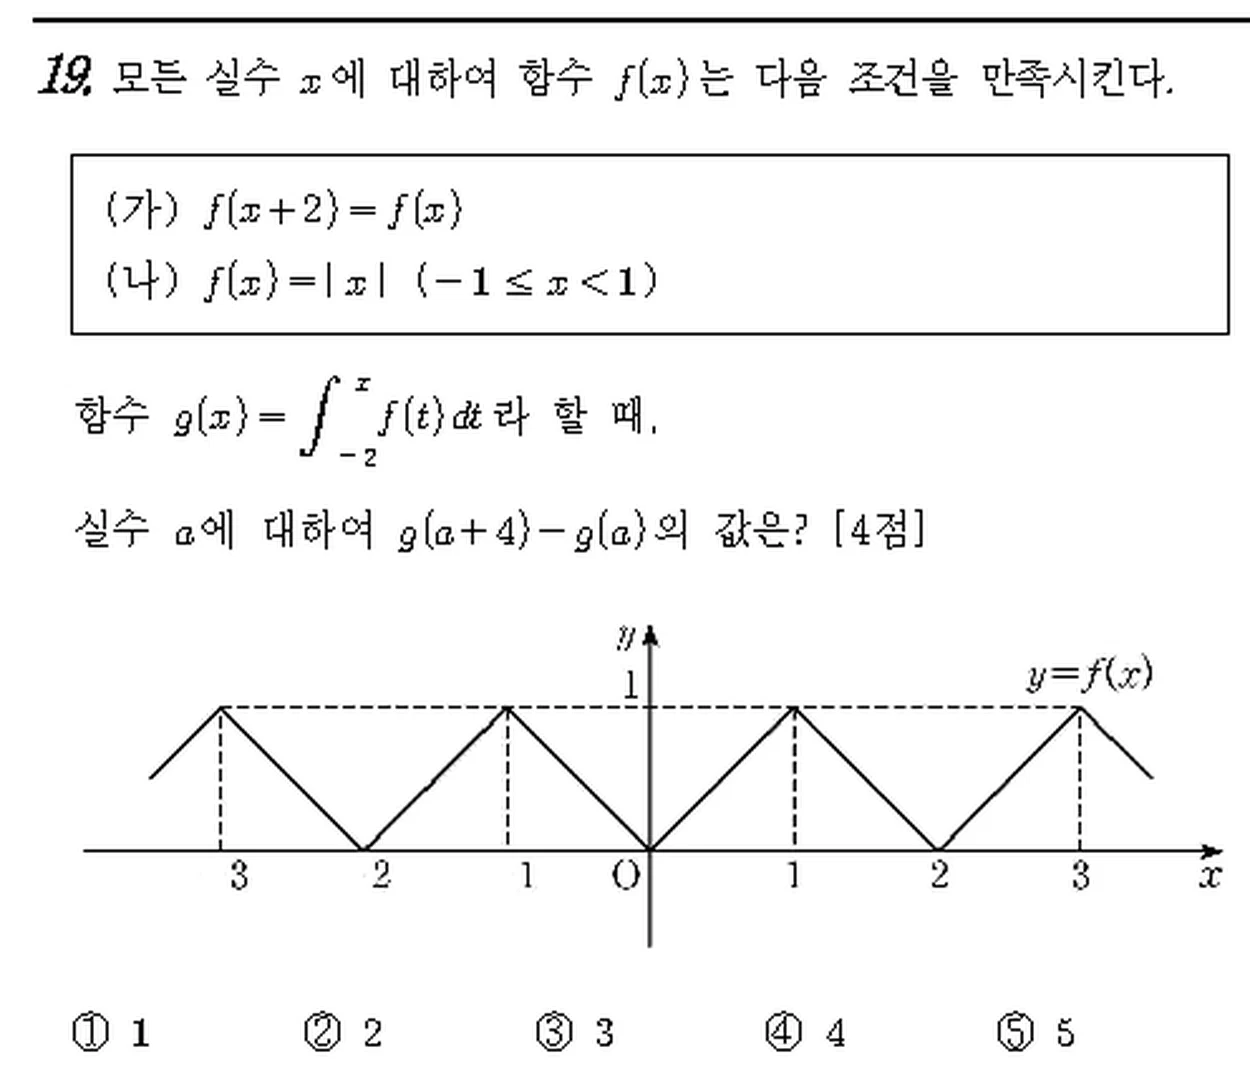 19. 모든 실수 x에 대하여 함수 f(x)는 다음 조건을 만족시킨다.
(가) f(x+2)=f(x)
(나) f(x)=|x| (-1≤x<1)
함수 g(x)=∫_{-2}^{x} f(t)dt라 할 때,
실수 a에 대하여 g(a+4)-g(a)의 값은? [4점]
y
1
y=f(x)
3 2 1 O 1 2 3 x
① 1 ② 2 ③ 3 ④ 4 ⑤ 5